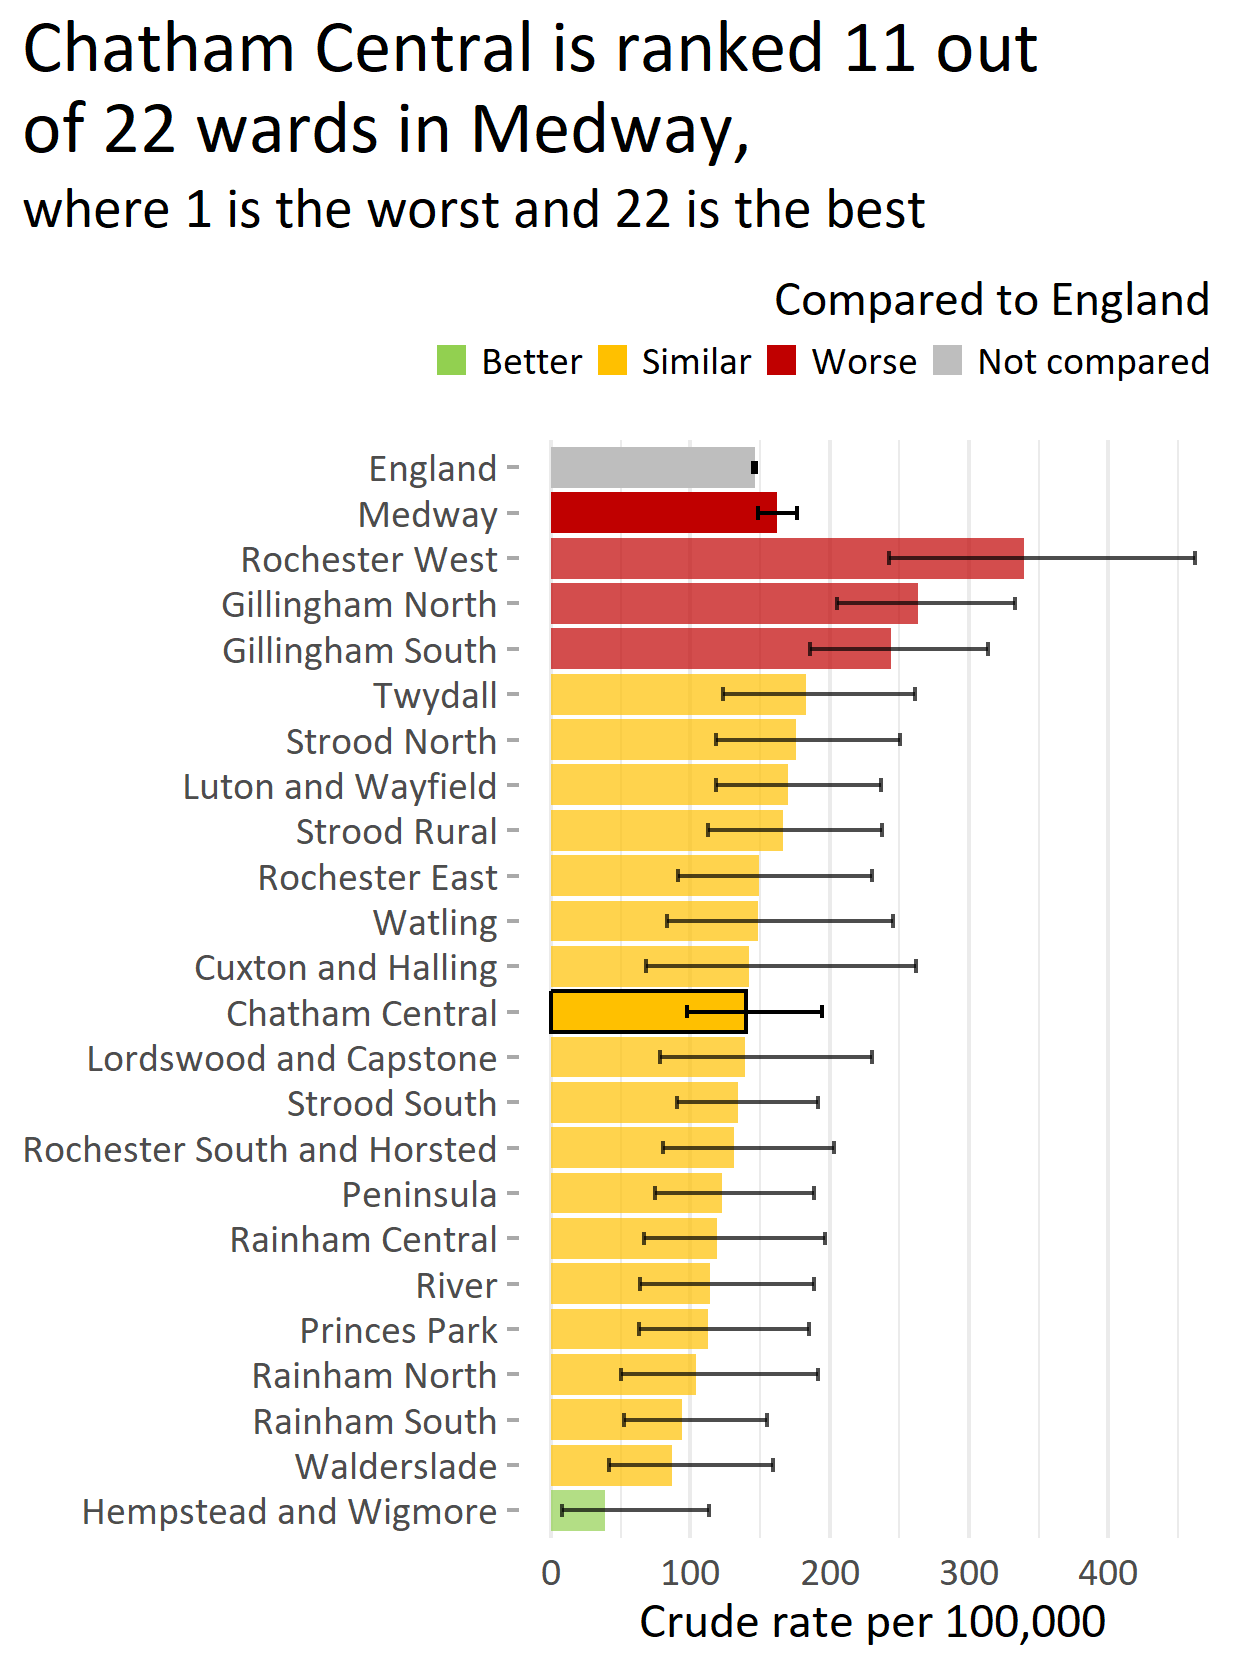 Chatham Central is ranked 11 out
of 22 wards in Medway,
where 1 is the worst and 22 is the best
Compared to England
Better Similar Worse Not compared
England
Medway
Rochester West
Gillingham North
Gillingham South
Twydall
Strood North
Luton and Wayfield
Strood Rural
Rochester East
Watling
Cuxton and Halling
Chatham Central
Lordswood and Capstone
Strood South
Rochester South and Horsted
Peninsula
Rainham Central
River
Princes Park
Rainham North
Rainham South
Walderslade
Hempstead and Wigmore
0 100 200 300 400
Crude rate per 100,000